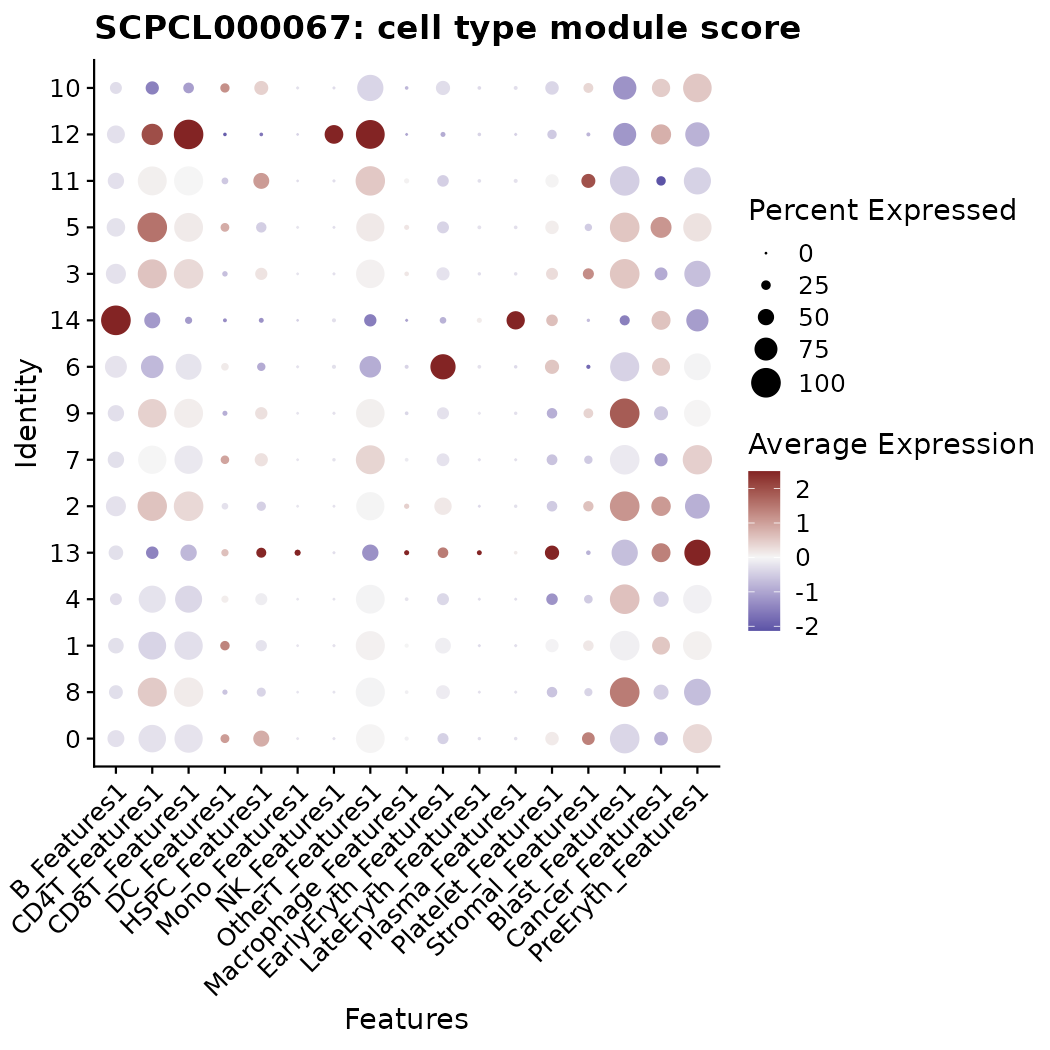 SCPCL000067: cell type module score
Identity
10
12
11
5
3
14
6
9
7
2
13
4
1
8
0
B_Features1
CD4T_Features1
CD8T_Features1
DC_Features1
HSPC_Features1
Mono_Features1
NK_Features1
OtherT_Features1
Macrophage_Features1
EarlyEryth_Features1
LateEryth_Features1
Plasma_Features1
Platelet_Features1
Stromal_Features1
Blast_Features1
Cancer_Features1
PreEryth_Features1
Features
Percent Expressed
0
25
50
75
100
Average Expression
2
1
0
-1
-2